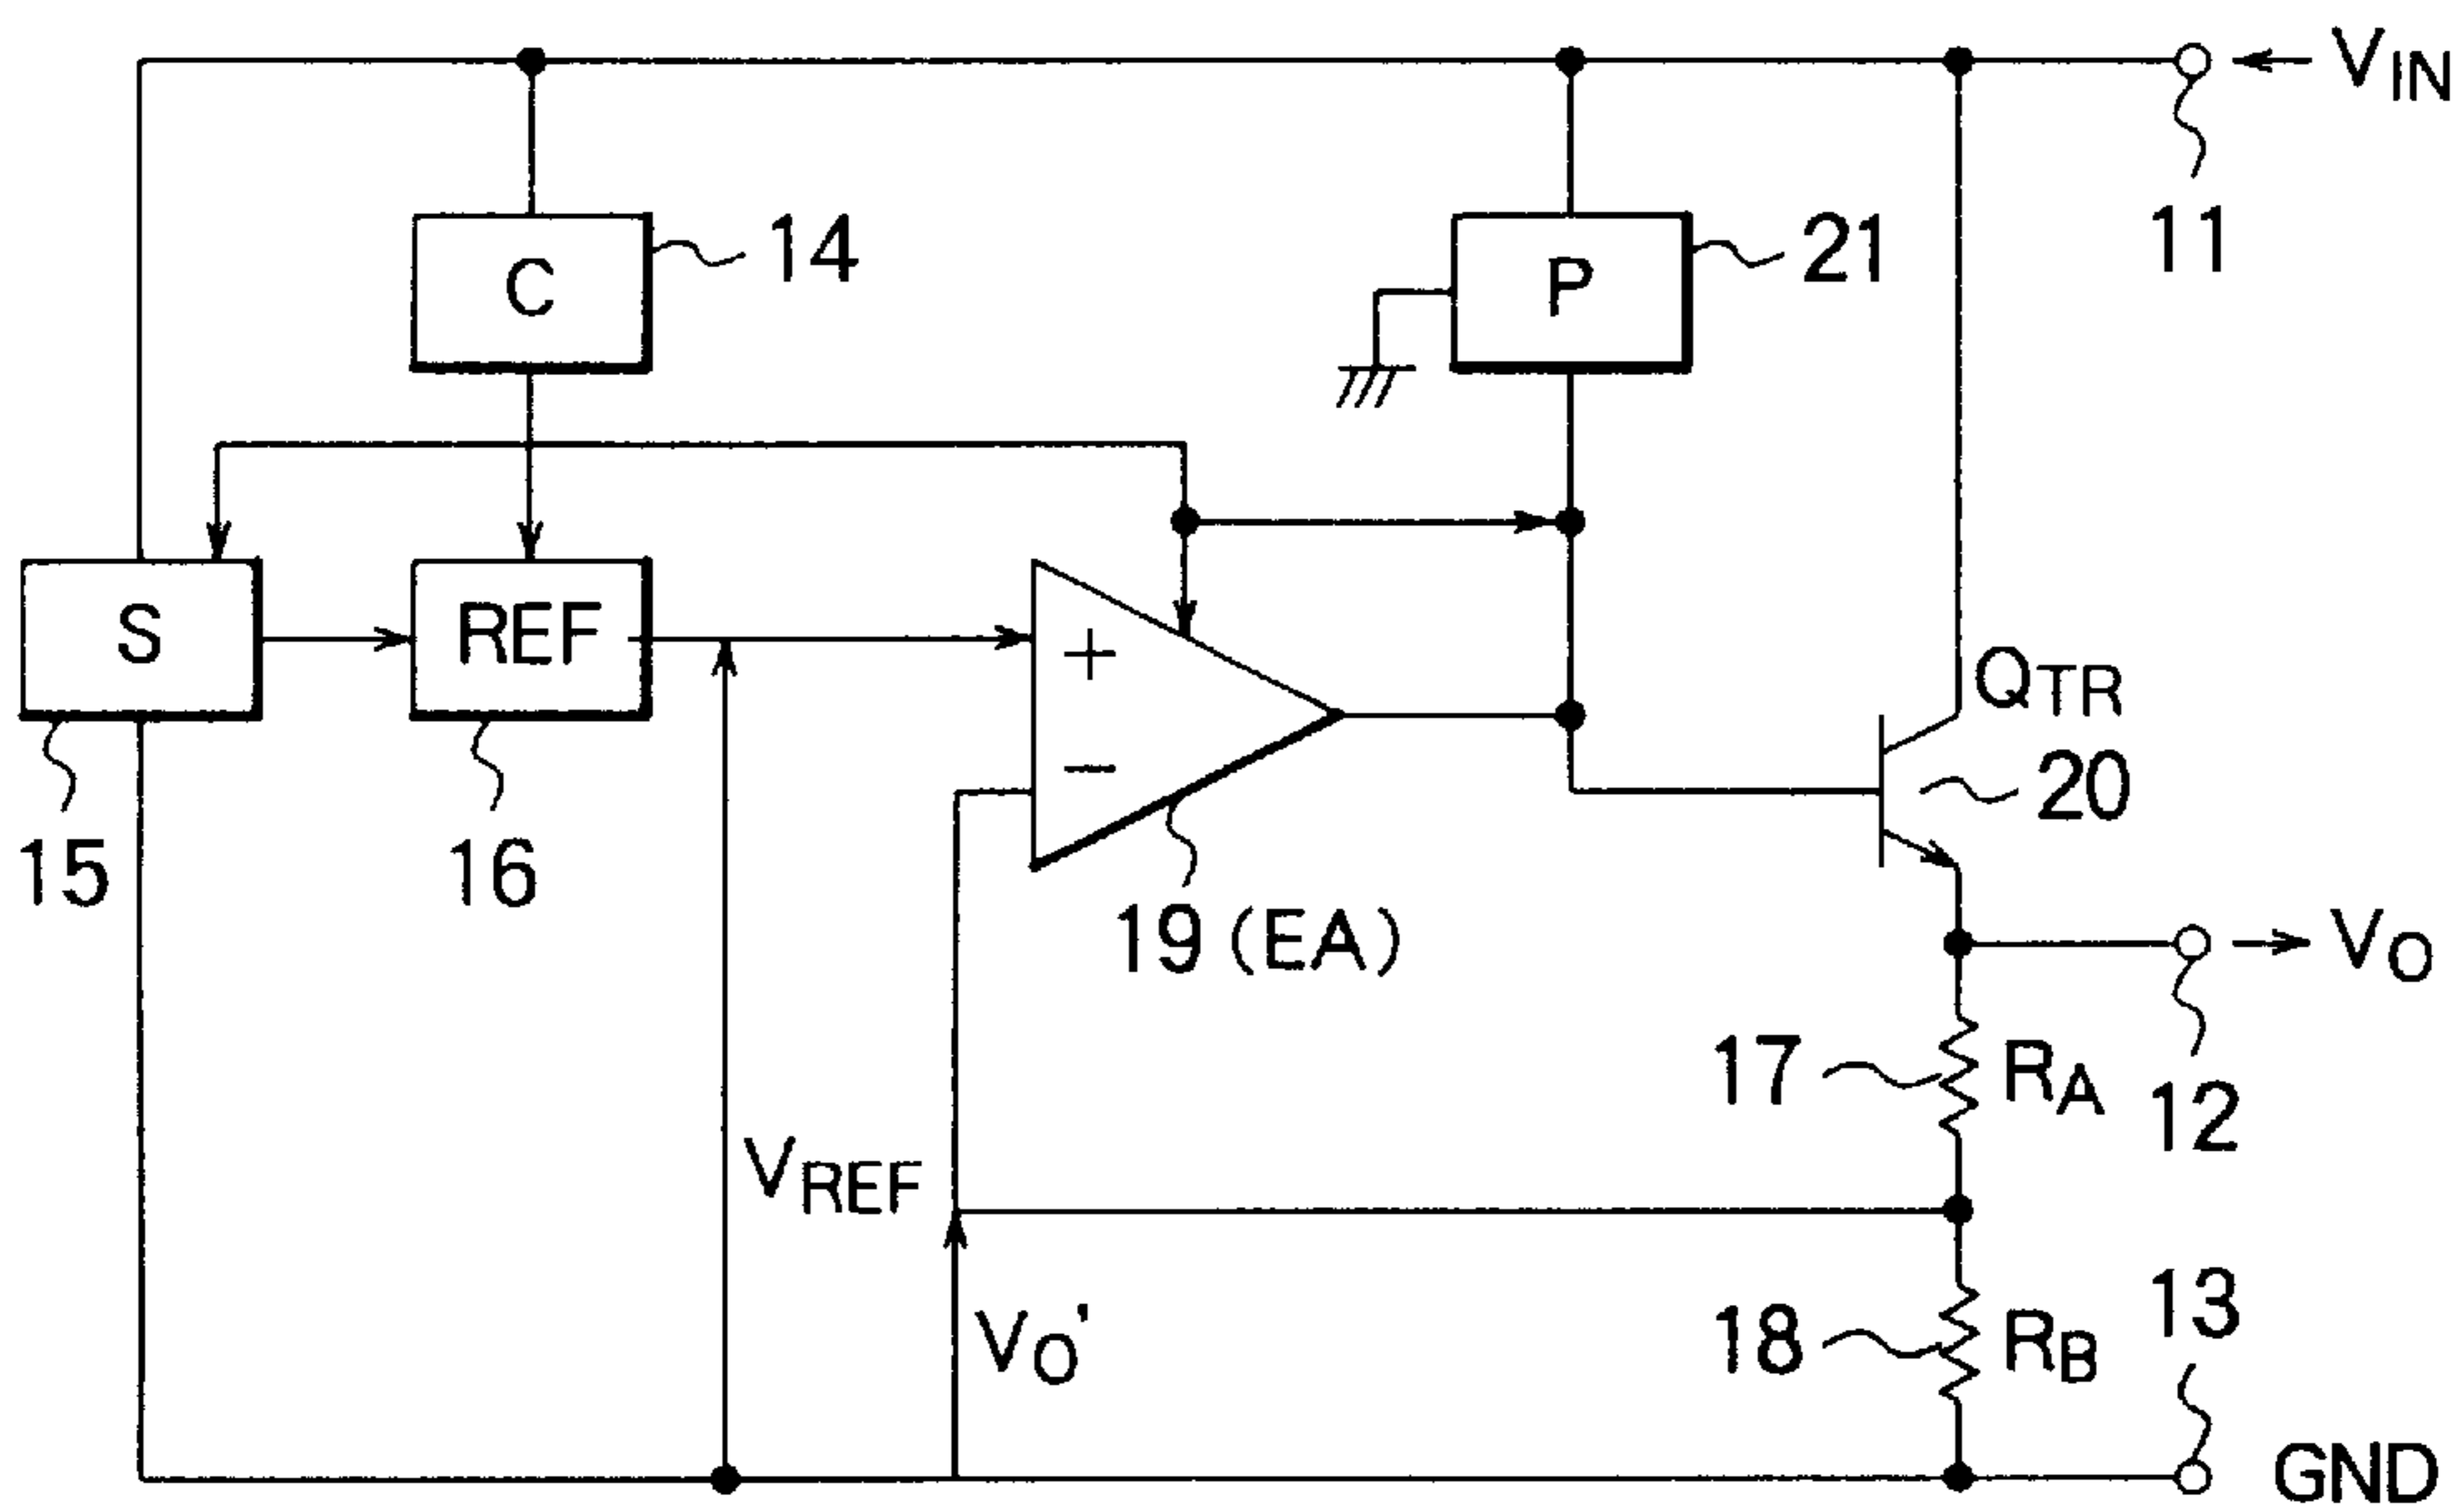 VIN
11
C
14
P
21
S
REF
+
−
QTR
20
15
16
19 (EA)
VO
17
RA
12
VREF
VO'
18
RB
13
GND